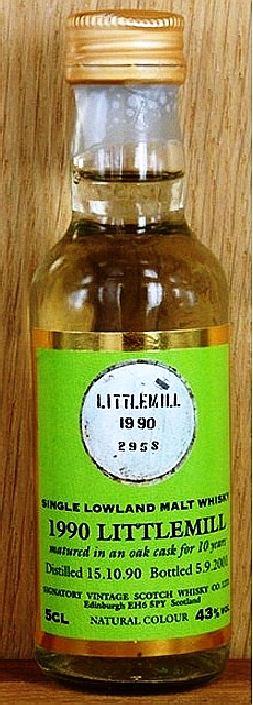 LITTLEMILL
1990
2958
SINGLE LOWLAND MALT WHISKY
1990 LITTLEMILL
matured in an oak cask for 10 years
Distilled 15.10.90 Bottled 5.9.2001
SIGNATORY VINTAGE SCOTCH WHISKY CO. LTD
Edinburgh EH6 5PY Scotland
5CL NATURAL COLOUR 43%VOL